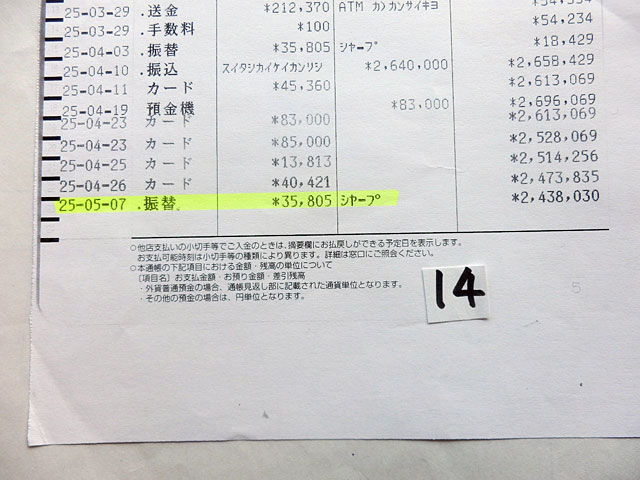 25-03-29 .送金 *212,370 ATM カ)カンサイキヨ
25-03-29 .手数料 *100 *54,234
25-04-03 .振替 *35,805 シャープ *18,429
25-04-10 .振込 スイタシカイケイカンリシ *2,640,000 *2,658,429
25-04-11 カード *45,360 *2,613,069
25-04-19 預金機 *83,000 *2,696,069
25-04-23 カード *83,000 *2,613,069
25-04-23 カード *85,000 *2,528,069
25-04-25 カード *13,813 *2,514,256
25-04-26 カード *40,421 *2,473,835
25-05-07 .振替 *35,805 シャープ *2,438,030
○他店支払いの小切手等でご入金のときは、摘要欄にお払戻しができる予定日を表示します。
お支払可能時刻は小切手等の種類により異ります。詳細は窓口にご照会ください。
○本通帳の下記項目における金額・残高の単位について
〔項目名〕お支払金額・お預り金額・差引残高
・外貨普通預金の場合、通帳見返し部に記載された通貨単位となります。
・その他の預金の場合は、円単位となります。
14
5